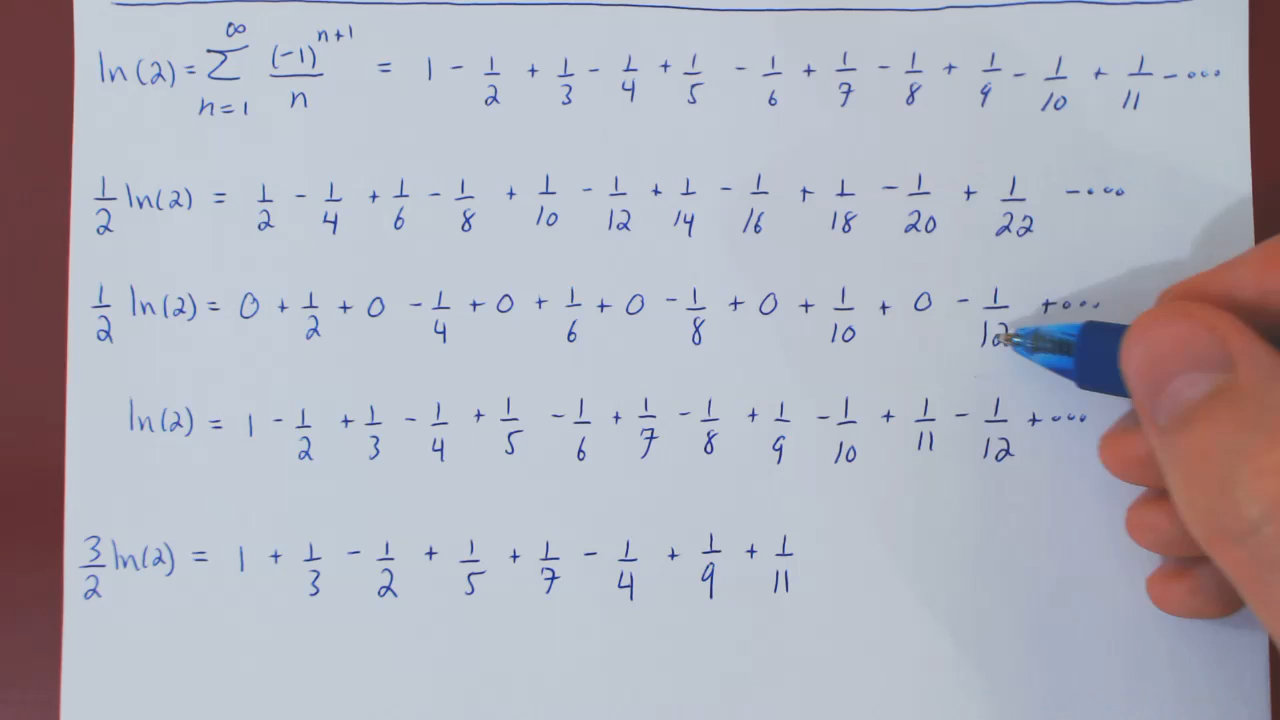 ln(2) = ∞ Σ n=1 (-1)^(n+1)/n = 1 - 1/2 + 1/3 - 1/4 + 1/5 - 1/6 + 1/7 - 1/8 + 1/9 - 1/10 + 1/11 - ...
1/2 ln(2) = 1/2 - 1/4 + 1/6 - 1/8 + 1/10 - 1/12 + 1/14 - 1/16 + 1/18 - 1/20 + 1/22 - ...
1/2 ln(2) = 0 + 1/2 + 0 - 1/4 + 0 + 1/6 + 0 - 1/8 + 0 + 1/10 + 0 - 1/12 + ...
ln(2) = 1 - 1/2 + 1/3 - 1/4 + 1/5 - 1/6 + 1/7 - 1/8 + 1/9 - 1/10 + 1/11 - 1/12 + ...
3/2 ln(2) = 1 + 1/3 - 1/2 + 1/5 + 1/7 - 1/4 + 1/9 + 1/11